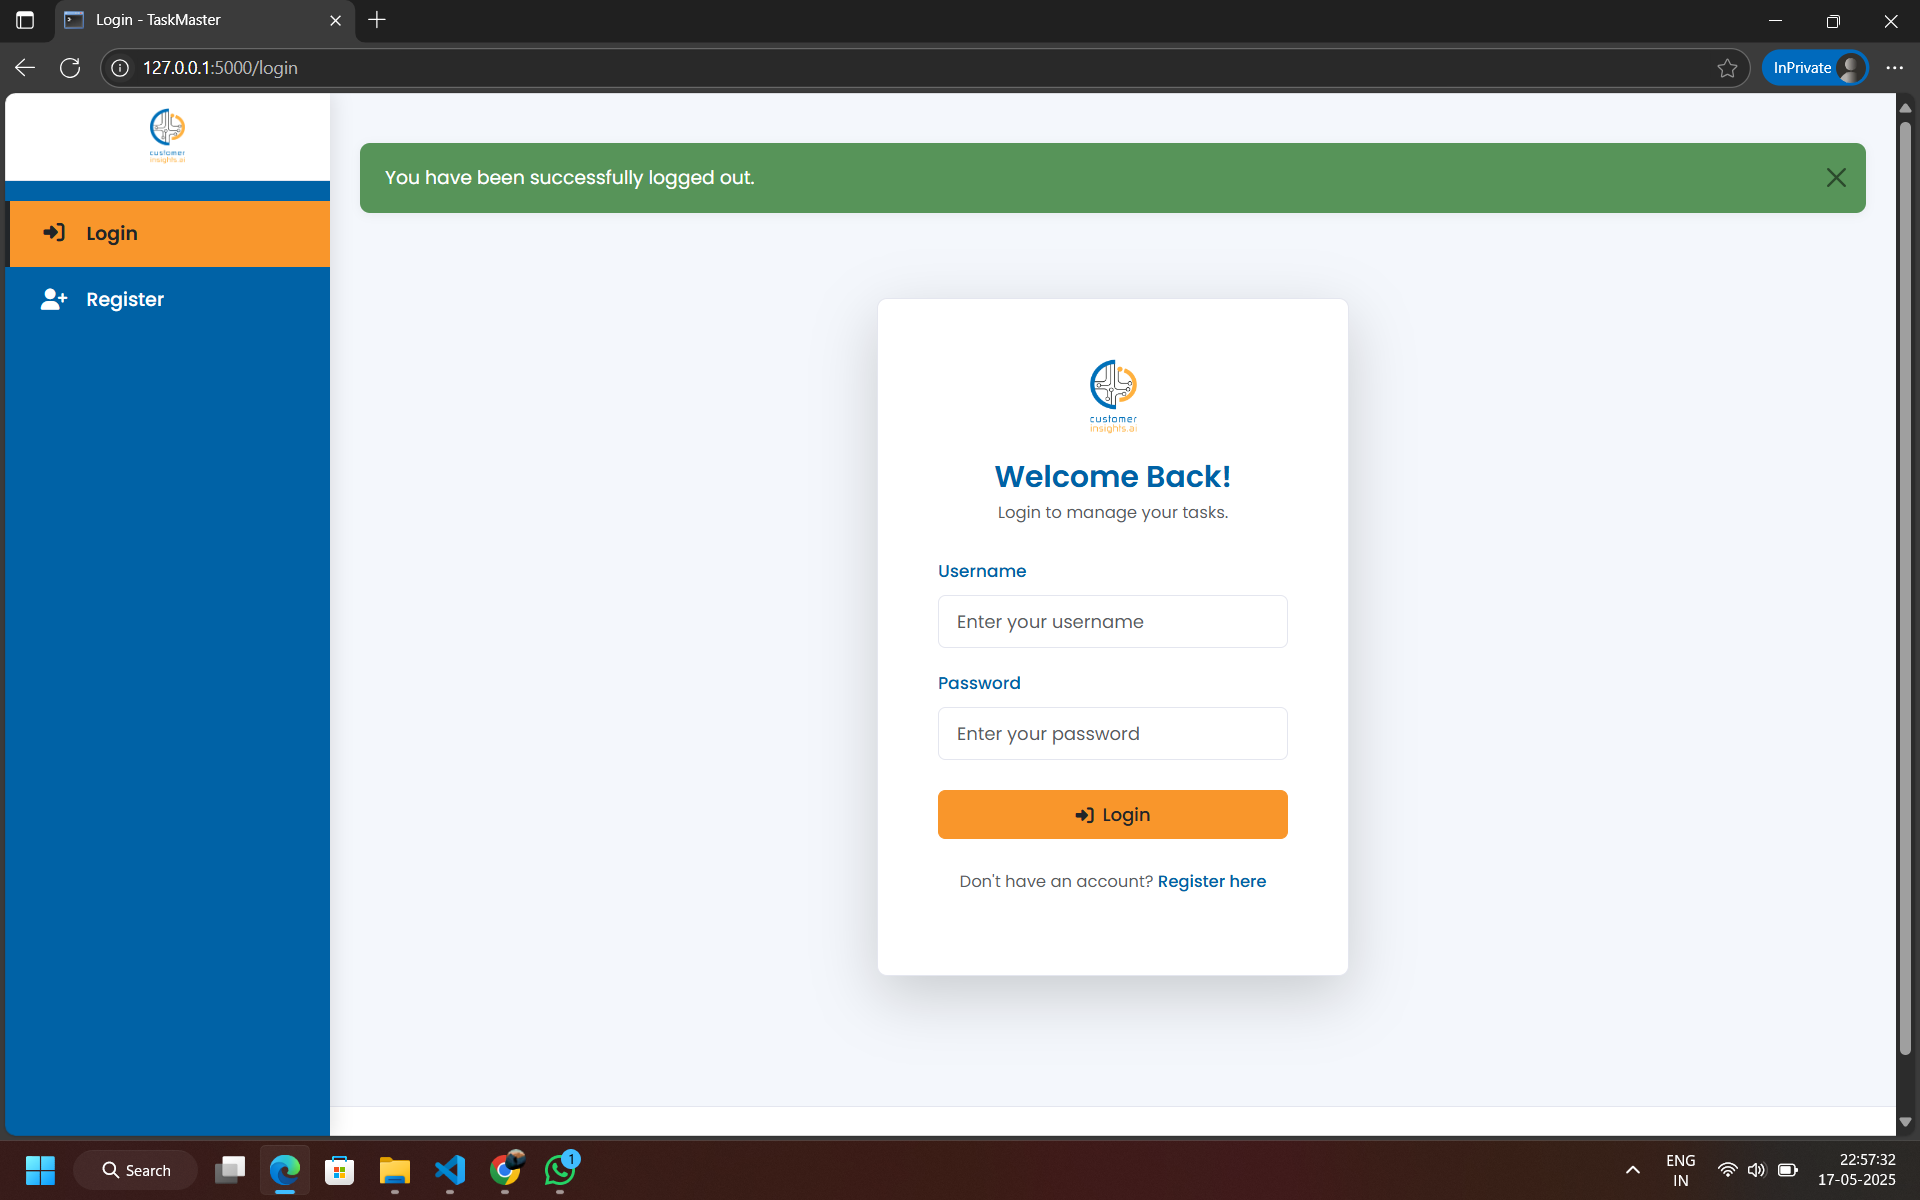 Login - TaskMaster
127.0.0.1:5000/login
InPrivate
customer
insights.ai
Login
Register
You have been successfully logged out.
customer
insights.ai
Welcome Back!
Login to manage your tasks.
Username
Enter your username
Password
Enter your password
Login
Don't have an account? Register here
Search
1
ENG
IN
22:57:32
17-05-2025